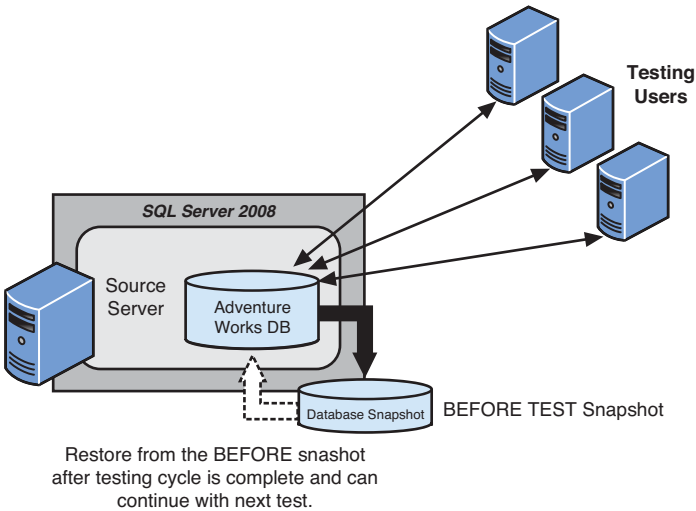 Testing
Users
SQL Server 2008
Source
Server
Adventure
Works DB
Database Snapshot
BEFORE TEST Snapshot
Restore from the BEFORE snashot
after testing cycle is complete and can
continue with next test.